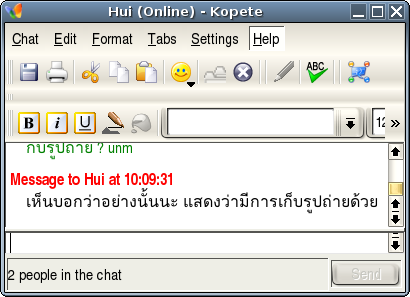 Hui (Online) - Kopete
Chat Edit Format Tabs Settings Help
ABC
B i U 12 »
กับรูปถ่าย ? unm
Message to Hui at 10:09:31
เห็นบอกว่าอย่างนั้นนะ แสดงว่ามีการเก็บรูปถ่ายด้วย
2 people in the chat Send